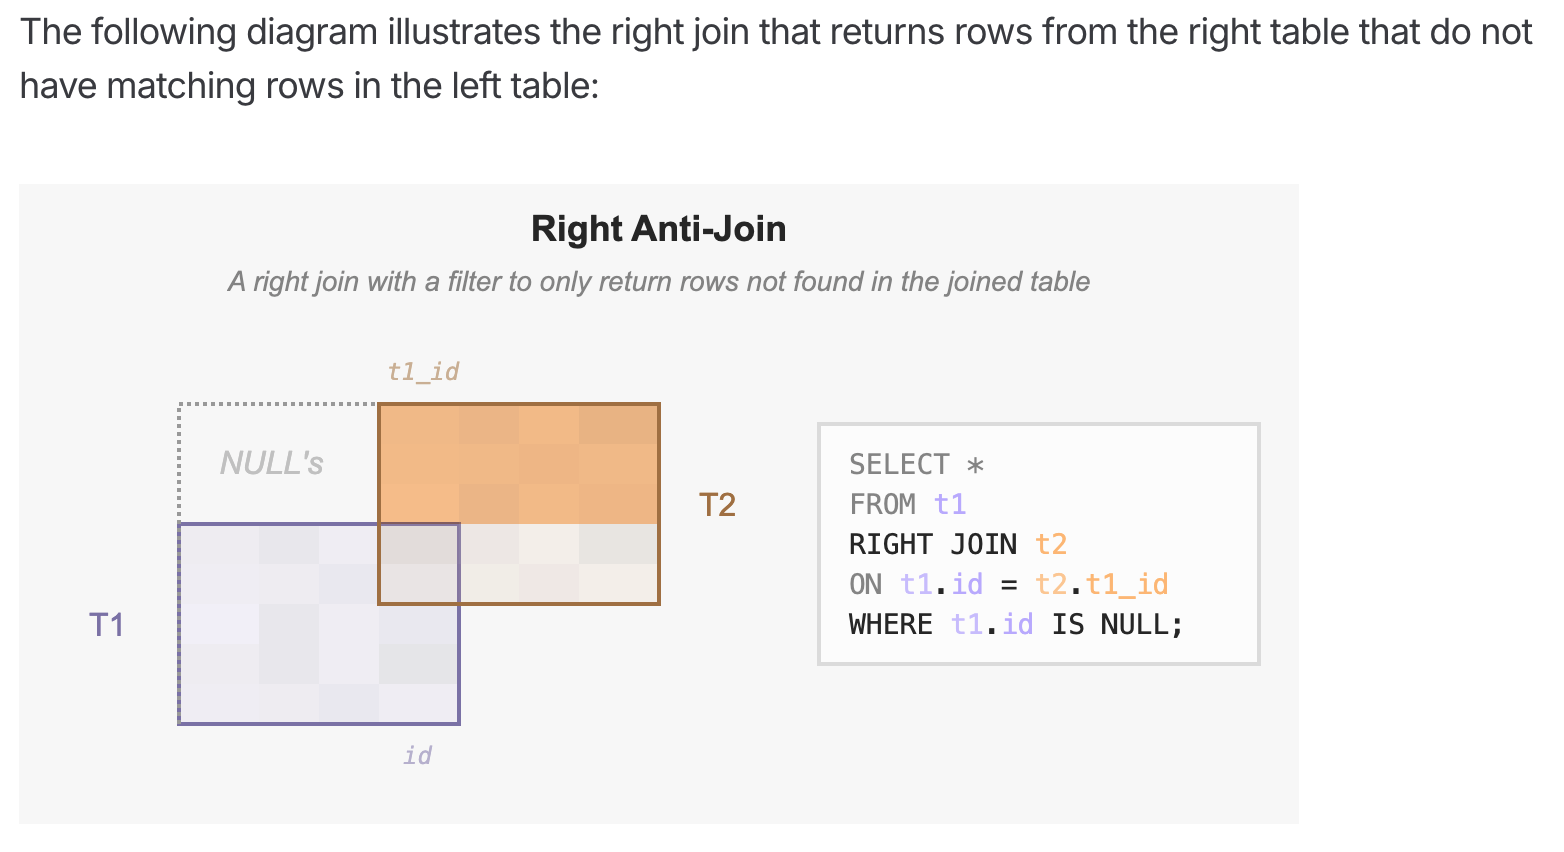 The following diagram illustrates the right join that returns rows from the right table that do not
have matching rows in the left table:
Right Anti-Join
A right join with a filter to only return rows not found in the joined table
t1_id
NULL's
T2
T1
id
SELECT *
FROM t1
RIGHT JOIN t2
ON t1.id = t2.t1_id
WHERE t1.id IS NULL;